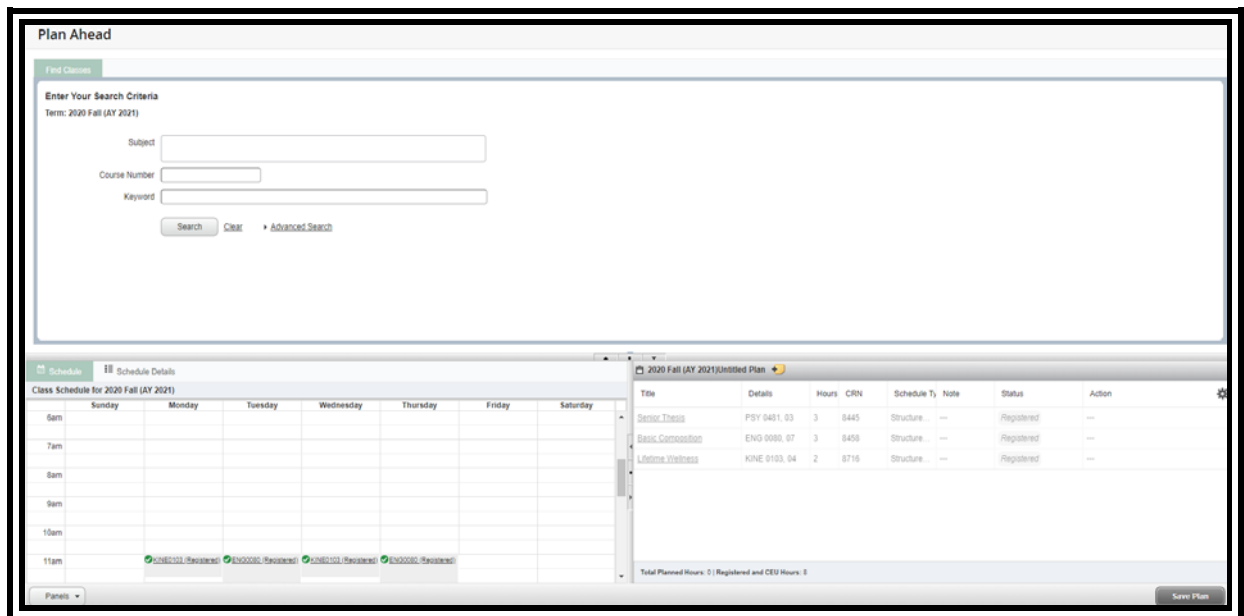 Plan Ahead
Find Classes
Enter Your Search Criteria
Term: 2020 Fall (AY 2021)
Subject
Course Number
Keyword
Search Clear Advanced Search
Schedule Schedule Details
Class Schedule for 2020 Fall (AY 2021)
Sunday Monday Tuesday Wednesday Thursday Friday Saturday
6am
7am
8am
9am
10am
11am KINE0103 (Registered) ENG0080 (Registered) KINE0103 (Registered) ENG0080 (Registered)
2020 Fall (AY 2021)Untitled Plan
Title Details Hours CRN Schedule Ty Note Status Action
Senior Thesis PSY 0481, 03 3 8445 Structure... — Registered —
Basic Composition ENG 0080, 07 3 8458 Structure... — Registered —
Lifetime Wellness KINE 0103, 04 2 8716 Structure... — Registered —
Total Planned Hours: 0 | Registered and CEU Hours: 8
Panels Save Plan